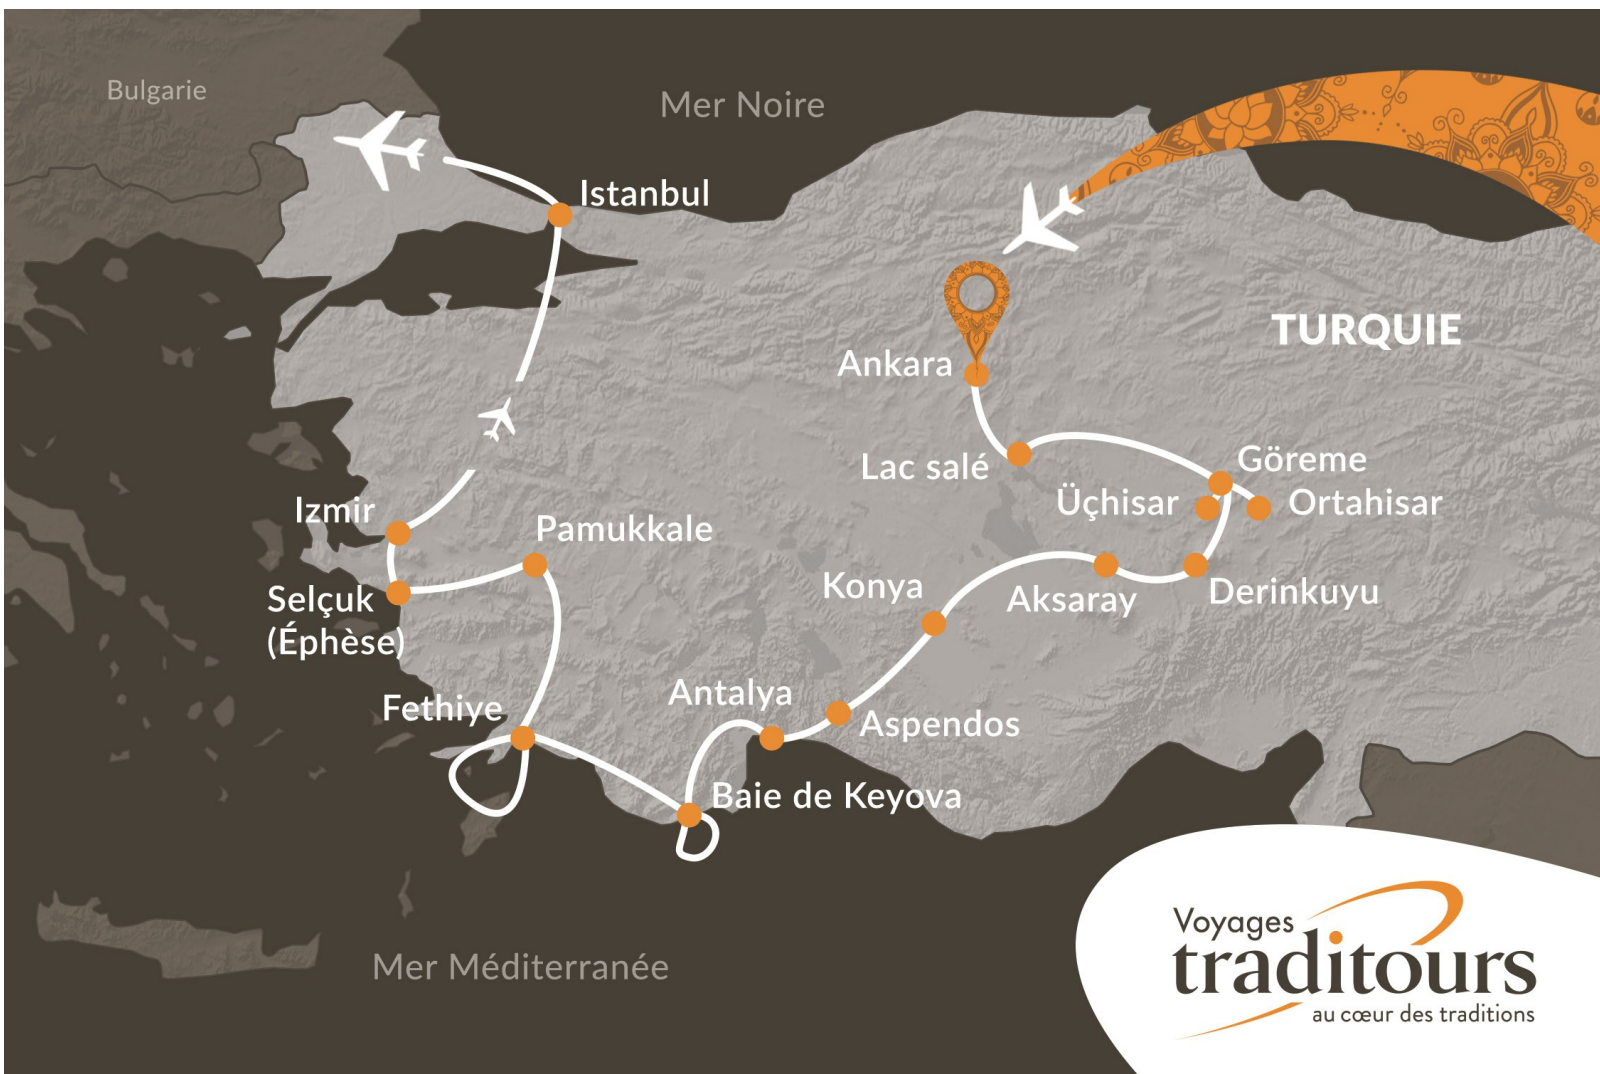 Bulgarie
Mer Noire
Istanbul
TURQUIE
Ankara
Lac salé
Göreme
Üçhisar
Ortahisar
Izmir
Pamukkale
Konya
Aksaray
Derinkuyu
Selçuk
(Éphèse)
Fethiye
Antalya
Aspendos
Baie de Keyova
Mer Méditerranée
Voyages
traditours
au cœur des traditions